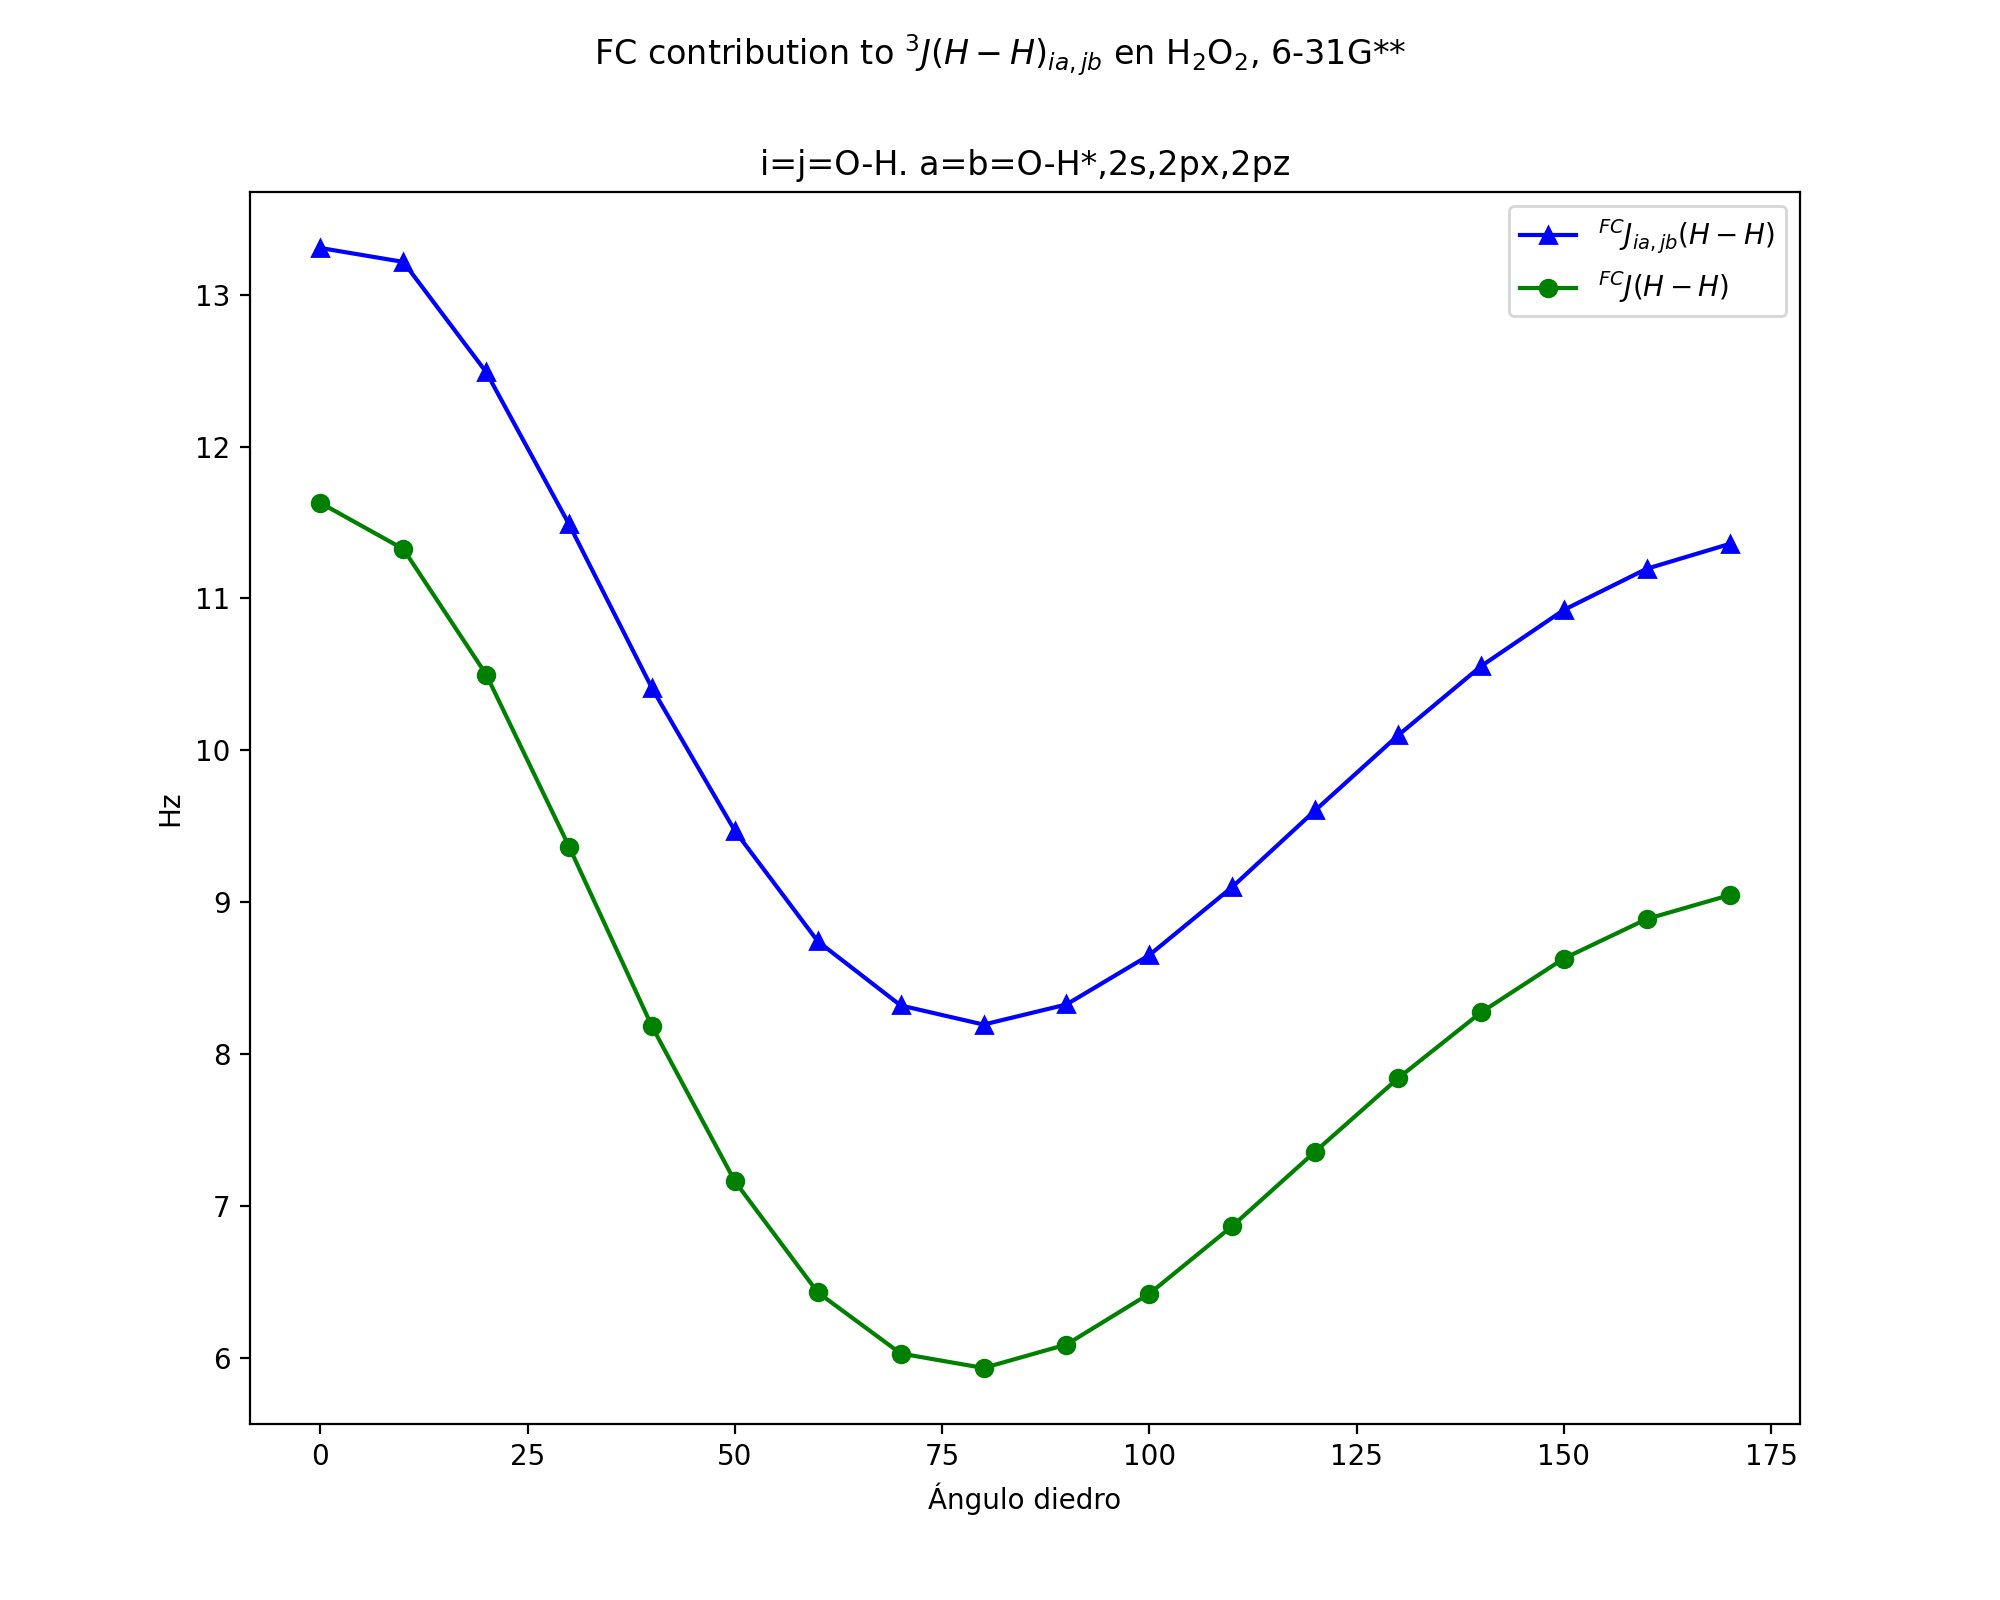 FC contribution to ³J(H − H)ia,jb en H₂O₂, 6-31G**
i=j=O-H. a=b=O-H*,2s,2px,2pz
FCJia,jb(H − H)
FCJ(H − H)
13
12
11
10
9
8
7
6
Hz
0 25 50 75 100 125 150 175
Ángulo diedro